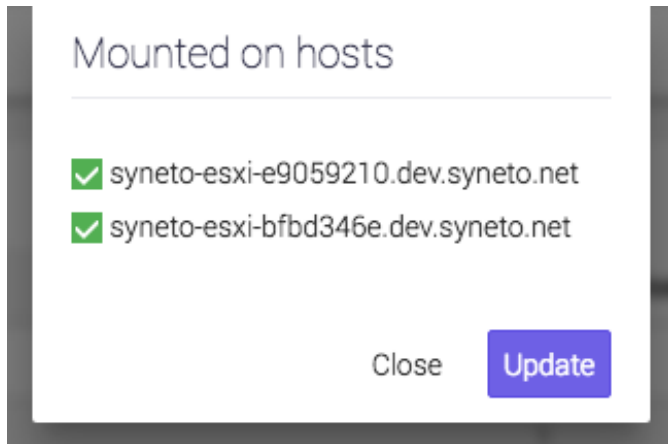 Mounted on hosts
syneto-esxi-e9059210.dev.syneto.net
syneto-esxi-bfbd346e.dev.syneto.net
Close Update